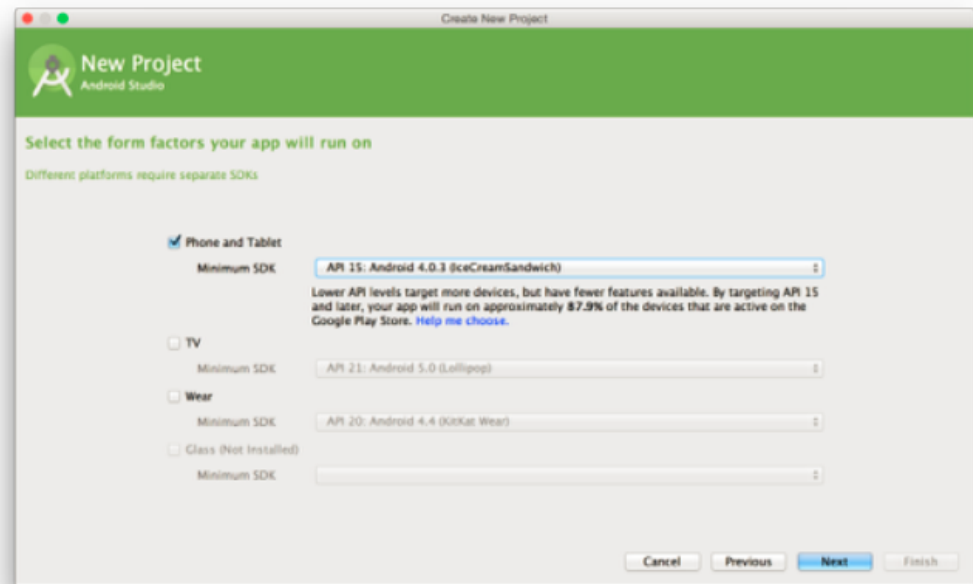 Create New Project
New Project
Android Studio
Select the form factors your app will run on
Different platforms require separate SDKs
Phone and Tablet
Minimum SDK API 15: Android 4.0.3 (IceCreamSandwich)
Lower API levels target more devices, but have fewer features available. By targeting API 15
and later, your app will run on approximately 87.9% of the devices that are active on the
Google Play Store. Help me choose.
TV
Minimum SDK API 21: Android 5.0 (Lollipop)
Wear
Minimum SDK API 20: Android 4.4 (KitKat Wear)
Glass (Not Installed)
Minimum SDK
Cancel Previous Next Finish